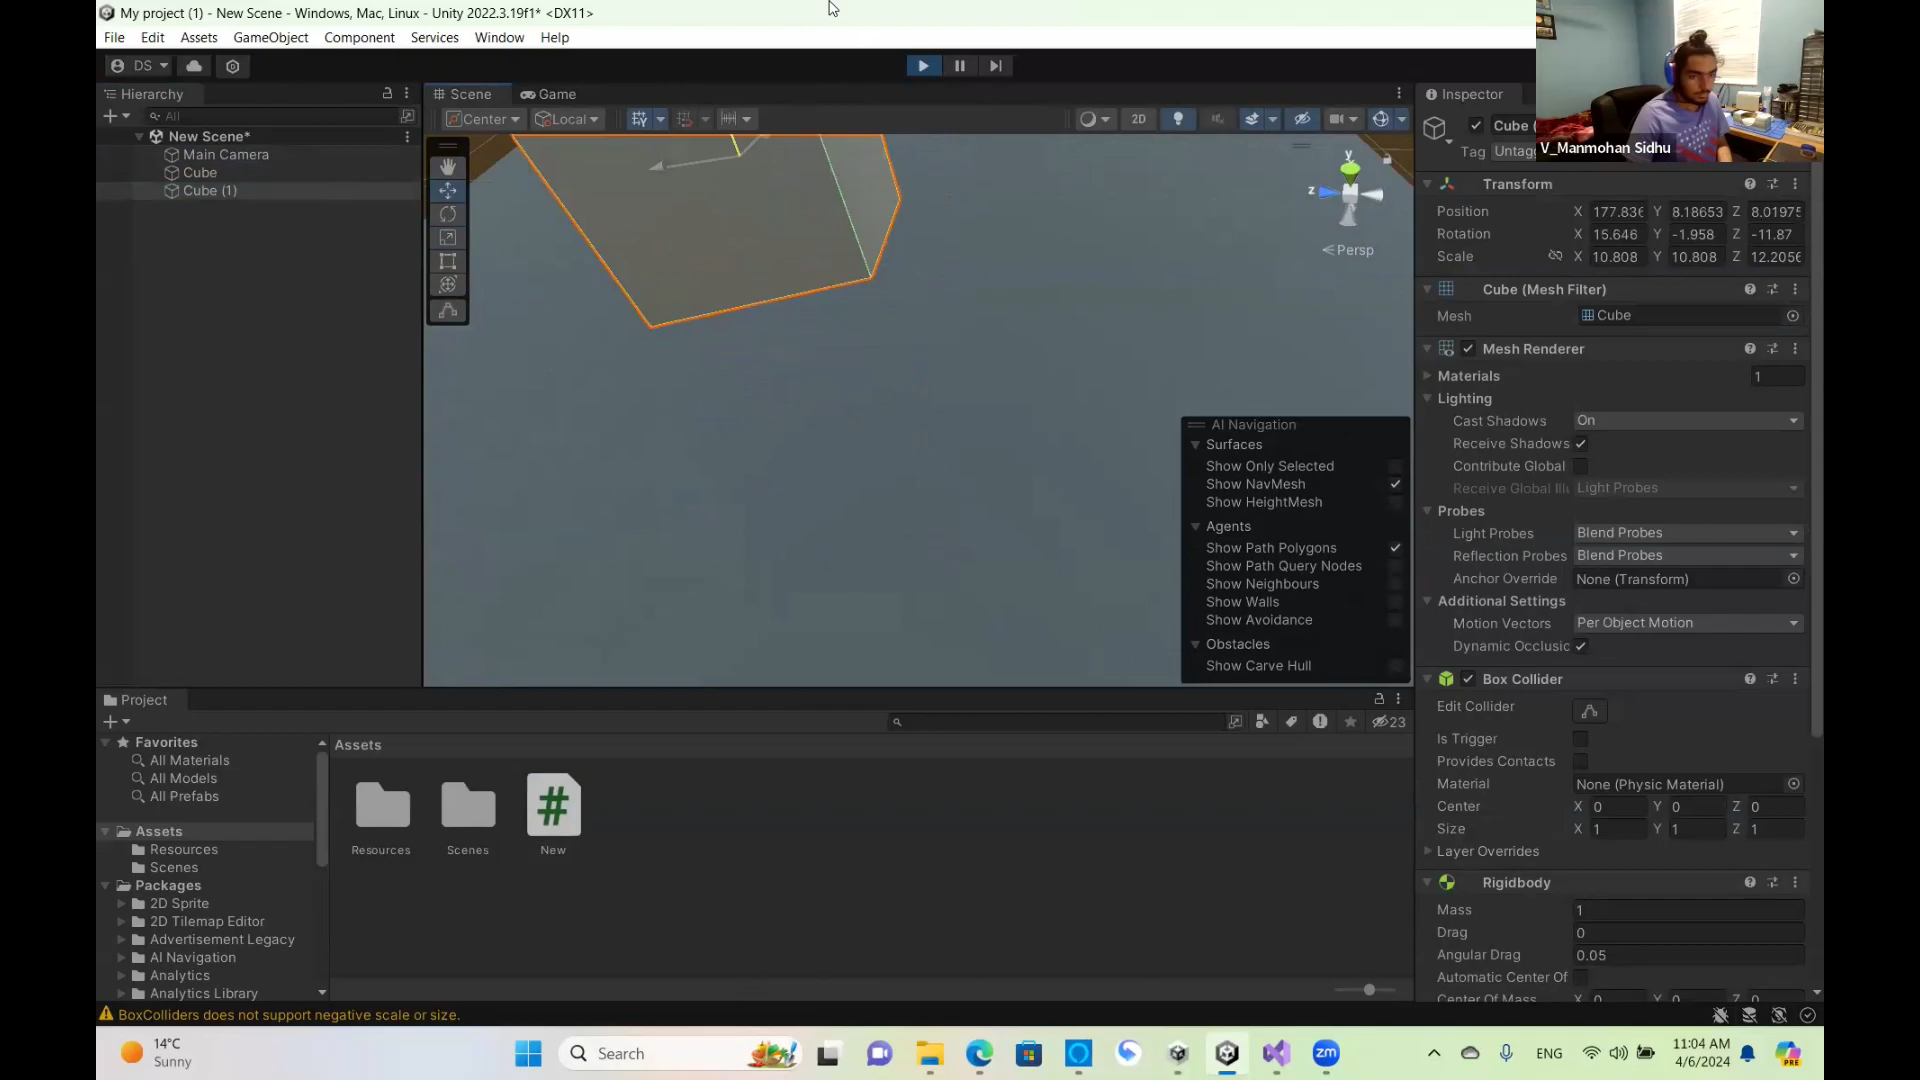 My project (1) - New Scene - Windows, Mac, Linux - Unity 2022.3.19f1* <DX11>
File Edit Assets GameObject Component Services Window Help
DS
V_Manmohan Sidhu
Hierarchy
All
New Scene*
Main Camera
Cube
Cube (1)
Scene
Game
Center
Local
2D
y
z
Persp
AI Navigation
Surfaces
Show Only Selected
Show NavMesh
Show HeightMesh
Agents
Show Path Polygons
Show Path Query Nodes
Show Neighbours
Show Walls
Show Avoidance
Obstacles
Show Carve Hull
Inspector
Cube (
Tag Untag
Transform
Position X 177.836 Y 8.18653 Z 8.01975
Rotation X 15.646 Y -1.958 Z -11.87
Scale X 10.808 Y 10.808 Z 12.2056
Cube (Mesh Filter)
Mesh Cube
Mesh Renderer
Materials 1
Lighting
Cast Shadows On
Receive Shadows
Contribute Global
Receive Global Illu Light Probes
Probes
Light Probes Blend Probes
Reflection Probes Blend Probes
Anchor Override None (Transform)
Additional Settings
Motion Vectors Per Object Motion
Dynamic Occlusic
Box Collider
Edit Collider
Is Trigger
Provides Contacts
Material None (Physic Material)
Center X 0 Y 0 Z 0
Size X 1 Y 1 Z 1
Layer Overrides
Rigidbody
Mass 1
Drag 0
Angular Drag 0.05
Automatic Center Of
Center Of Mass X 0 Y 0 Z 0
Project
23
Favorites
All Materials
All Models
All Prefabs
Assets
Resources
Scenes
Packages
2D Sprite
2D Tilemap Editor
Advertisement Legacy
AI Navigation
Analytics
Analytics Library
Assets
Resources
Scenes
New
BoxColliders does not support negative scale or size.
14°C
Sunny
Search
zm
ENG
11:04 AM
4/6/2024
PRE